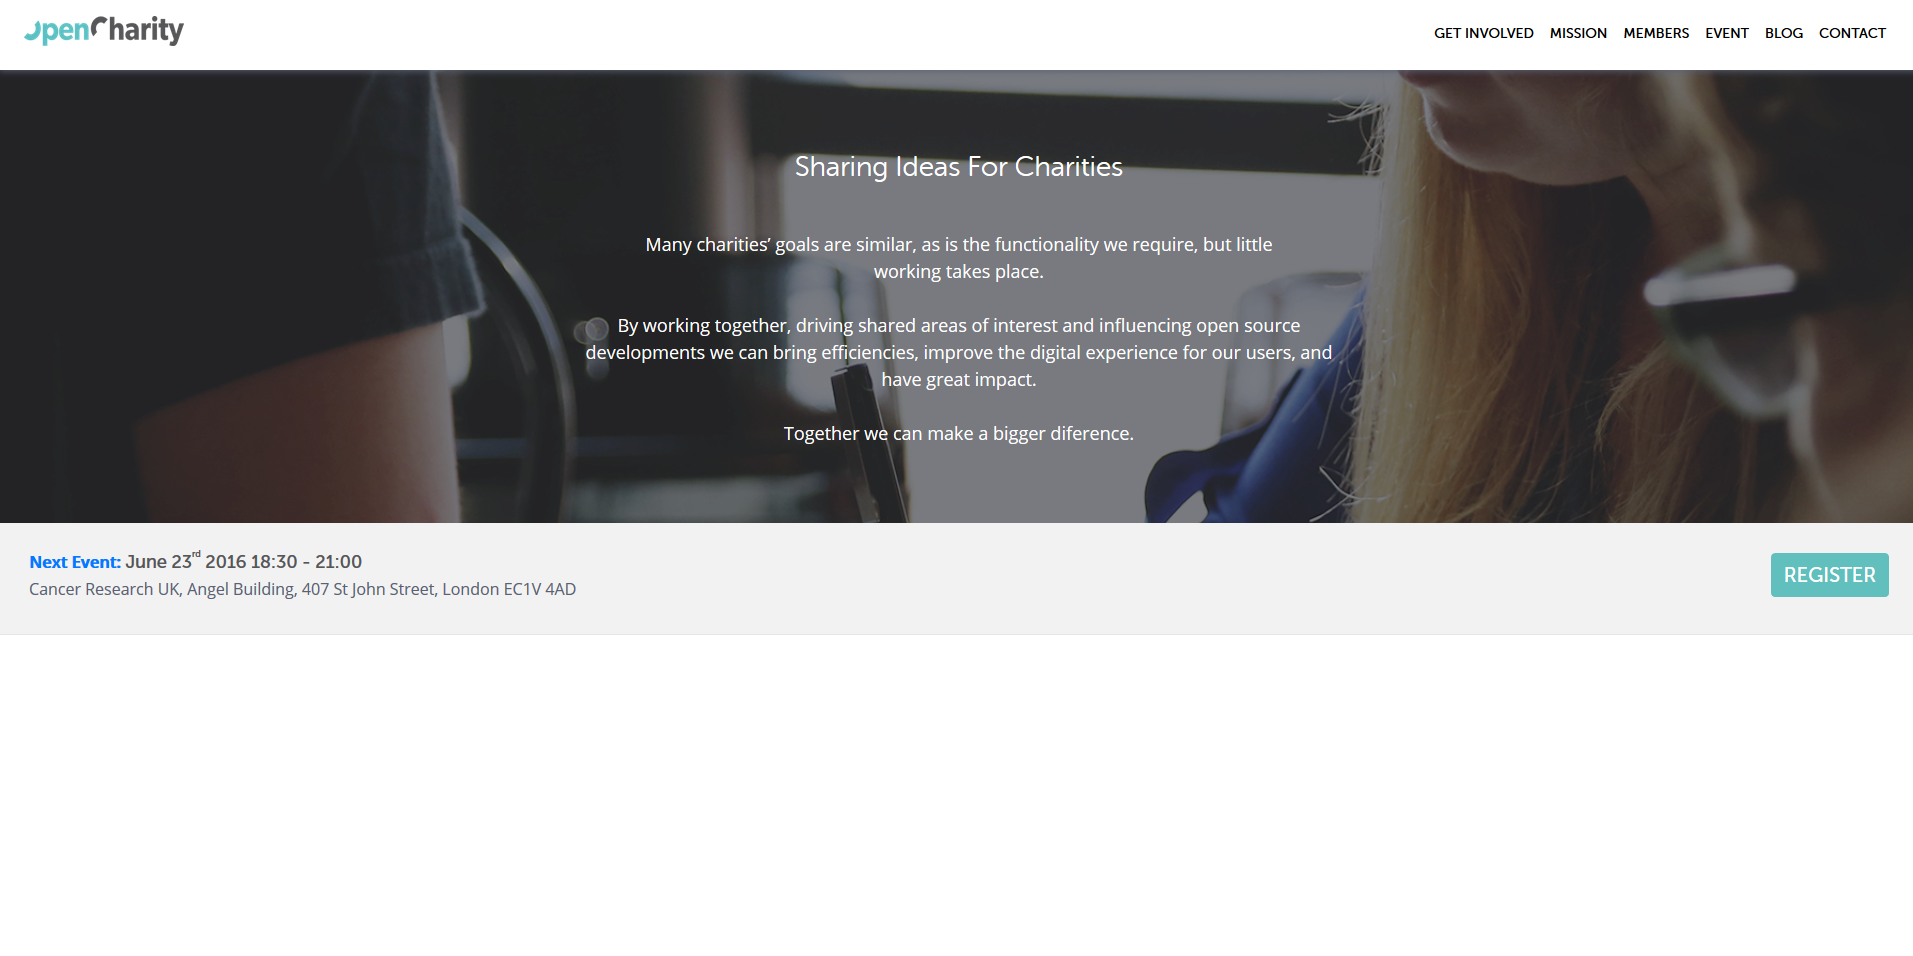 OpenCharity
GET INVOLVED MISSION MEMBERS EVENT BLOG CONTACT
Sharing Ideas For Charities
Many charities’ goals are similar, as is the functionality we require, but little
working takes place.
By working together, driving shared areas of interest and influencing open source
developments we can bring efficiencies, improve the digital experience for our users, and
have great impact.
Together we can make a bigger diference.
Next Event: June 23rd 2016 18:30 - 21:00
Cancer Research UK, Angel Building, 407 St John Street, London EC1V 4AD
REGISTER